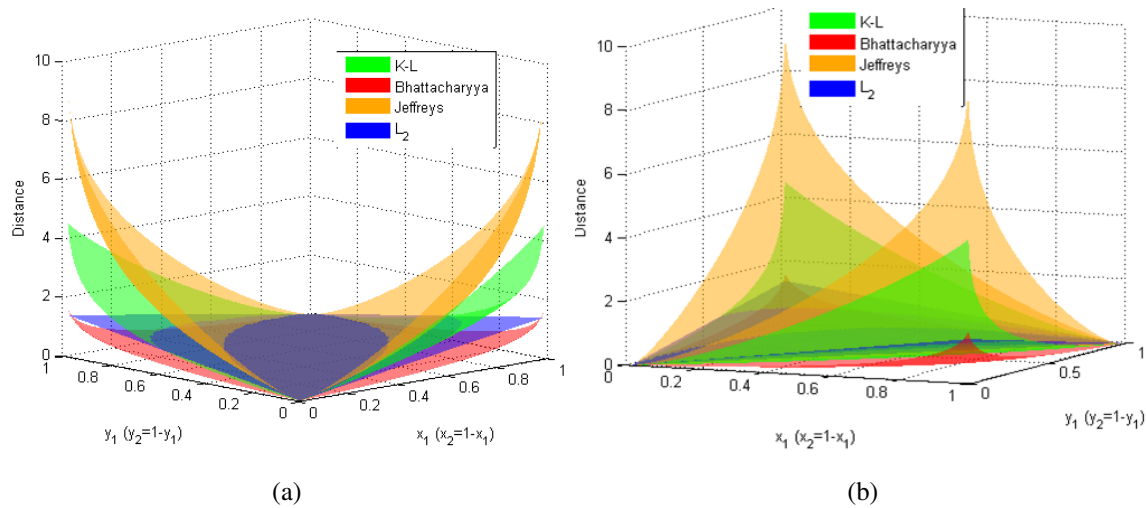 10
8
6
4
2
0
Distance
K-L
Bhattacharyya
Jeffreys
L2
1
0.8
0.6
0.4
0.2
0
y1 (y2=1-y1)
0
0.2
0.4
0.6
0.8
1
x1 (x2=1-x1)
(a)
10
8
6
4
2
0
Distance
K-L
Bhattacharyya
Jeffreys
L2
0
0.2
0.4
0.6
0.8
1
x1 (x2=1-x1)
0
0.5
1
y1 (y2=1-y1)
(b)